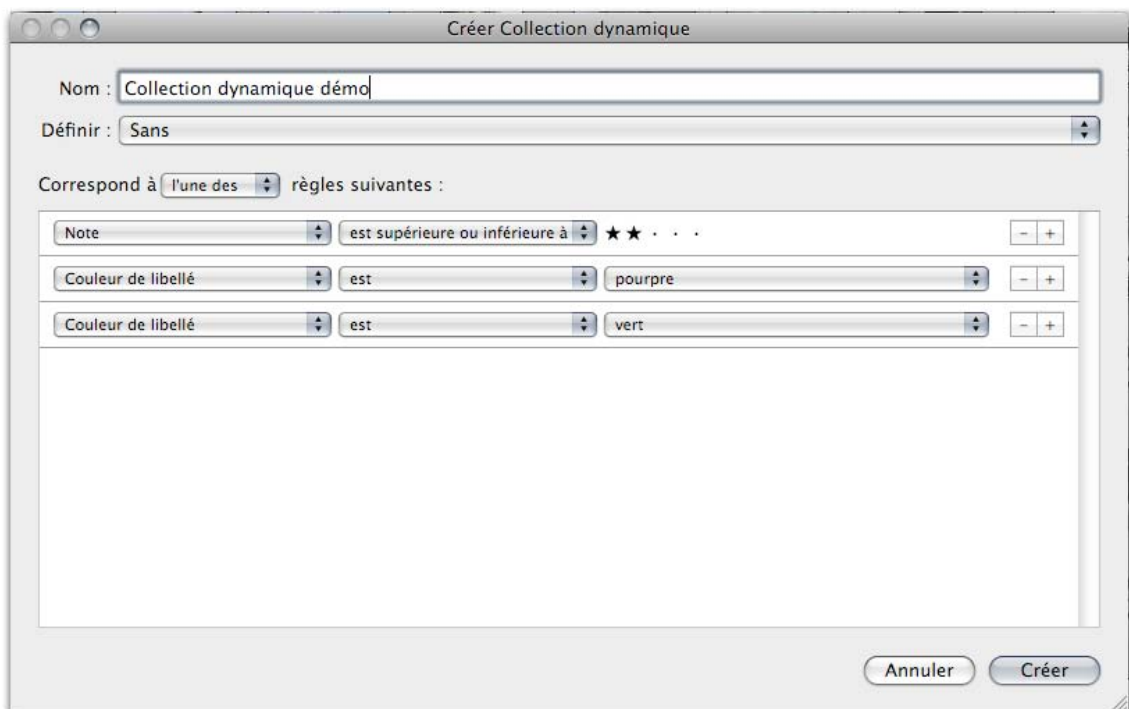 Créer Collection dynamique
Nom : Collection dynamique démo
Définir : Sans
Correspond à l'une des règles suivantes :
Note est supérieure ou inférieure à ★★· · · - +
Couleur de libellé est pourpre - +
Couleur de libellé est vert - +
Annuler Créer